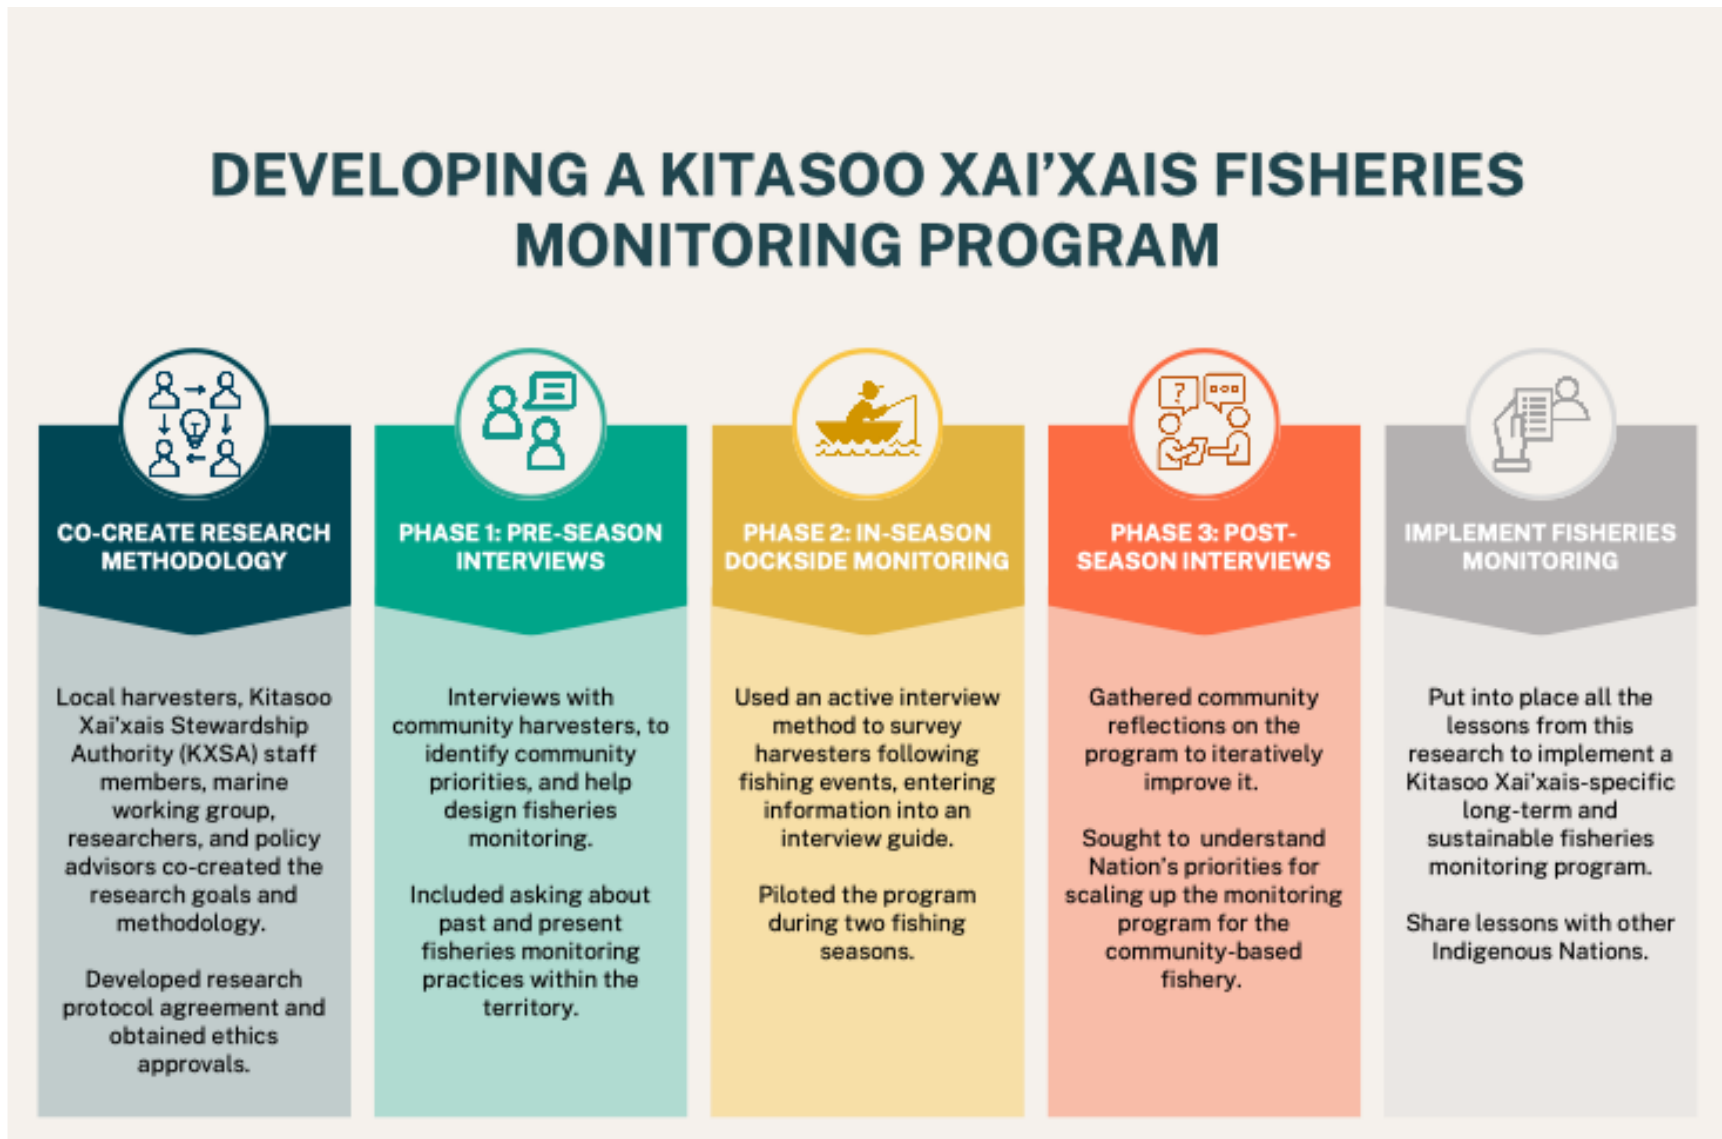 DEVELOPING A KITASOO XAI'XAIS FISHERIES
MONITORING PROGRAM
CO-CREATE RESEARCH
METHODOLOGY
Local harvesters, Kitasoo
Xai'xais Stewardship
Authority (KXSA) staff
members, marine
working group,
researchers, and policy
advisors co-created the
research goals and
methodology.
Developed research
protocol agreement and
obtained ethics
approvals.
PHASE 1: PRE-SEASON
INTERVIEWS
Interviews with
community harvesters, to
identify community
priorities, and help
design fisheries
monitoring.
Included asking about
past and present
fisheries monitoring
practices within the
territory.
PHASE 2: IN-SEASON
DOCKSIDE MONITORING
Used an active interview
method to survey
harvesters following
fishing events, entering
information into an
interview guide.
Piloted the program
during two fishing
seasons.
?
PHASE 3: POST-
SEASON INTERVIEWS
Gathered community
reflections on the
program to iteratively
improve it.
Sought to understand
Nation's priorities for
scaling up the monitoring
program for the
community-based
fishery.
IMPLEMENT FISHERIES
MONITORING
Put into place all the
lessons from this
research to implement a
Kitasoo Xai'xais-specific
long-term and
sustainable fisheries
monitoring program.
Share lessons with other
Indigenous Nations.